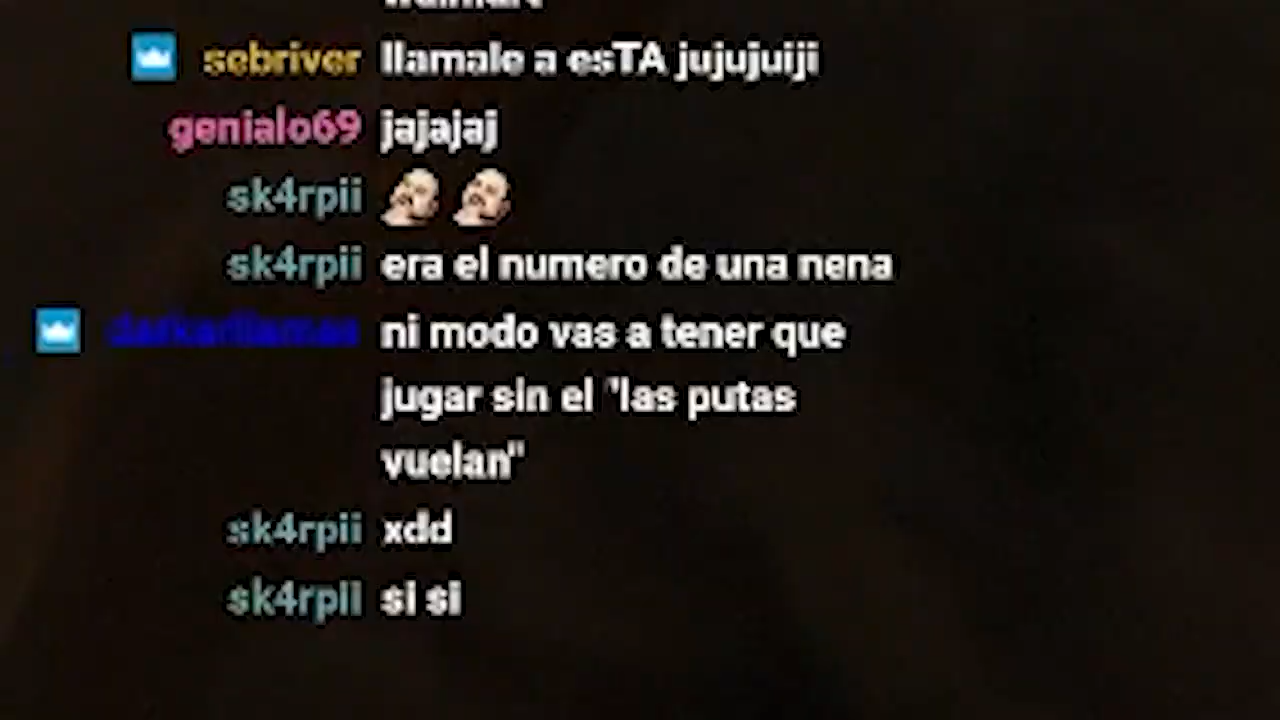 sebriver llamale a esTA jujujuiji
genialo69 jajajaj
sk4rpii
sk4rpii era el numero de una nena
ni modo vas a tener que
jugar sin el "las putas
vuelan"
sk4rpii xdd
sk4rpii si si